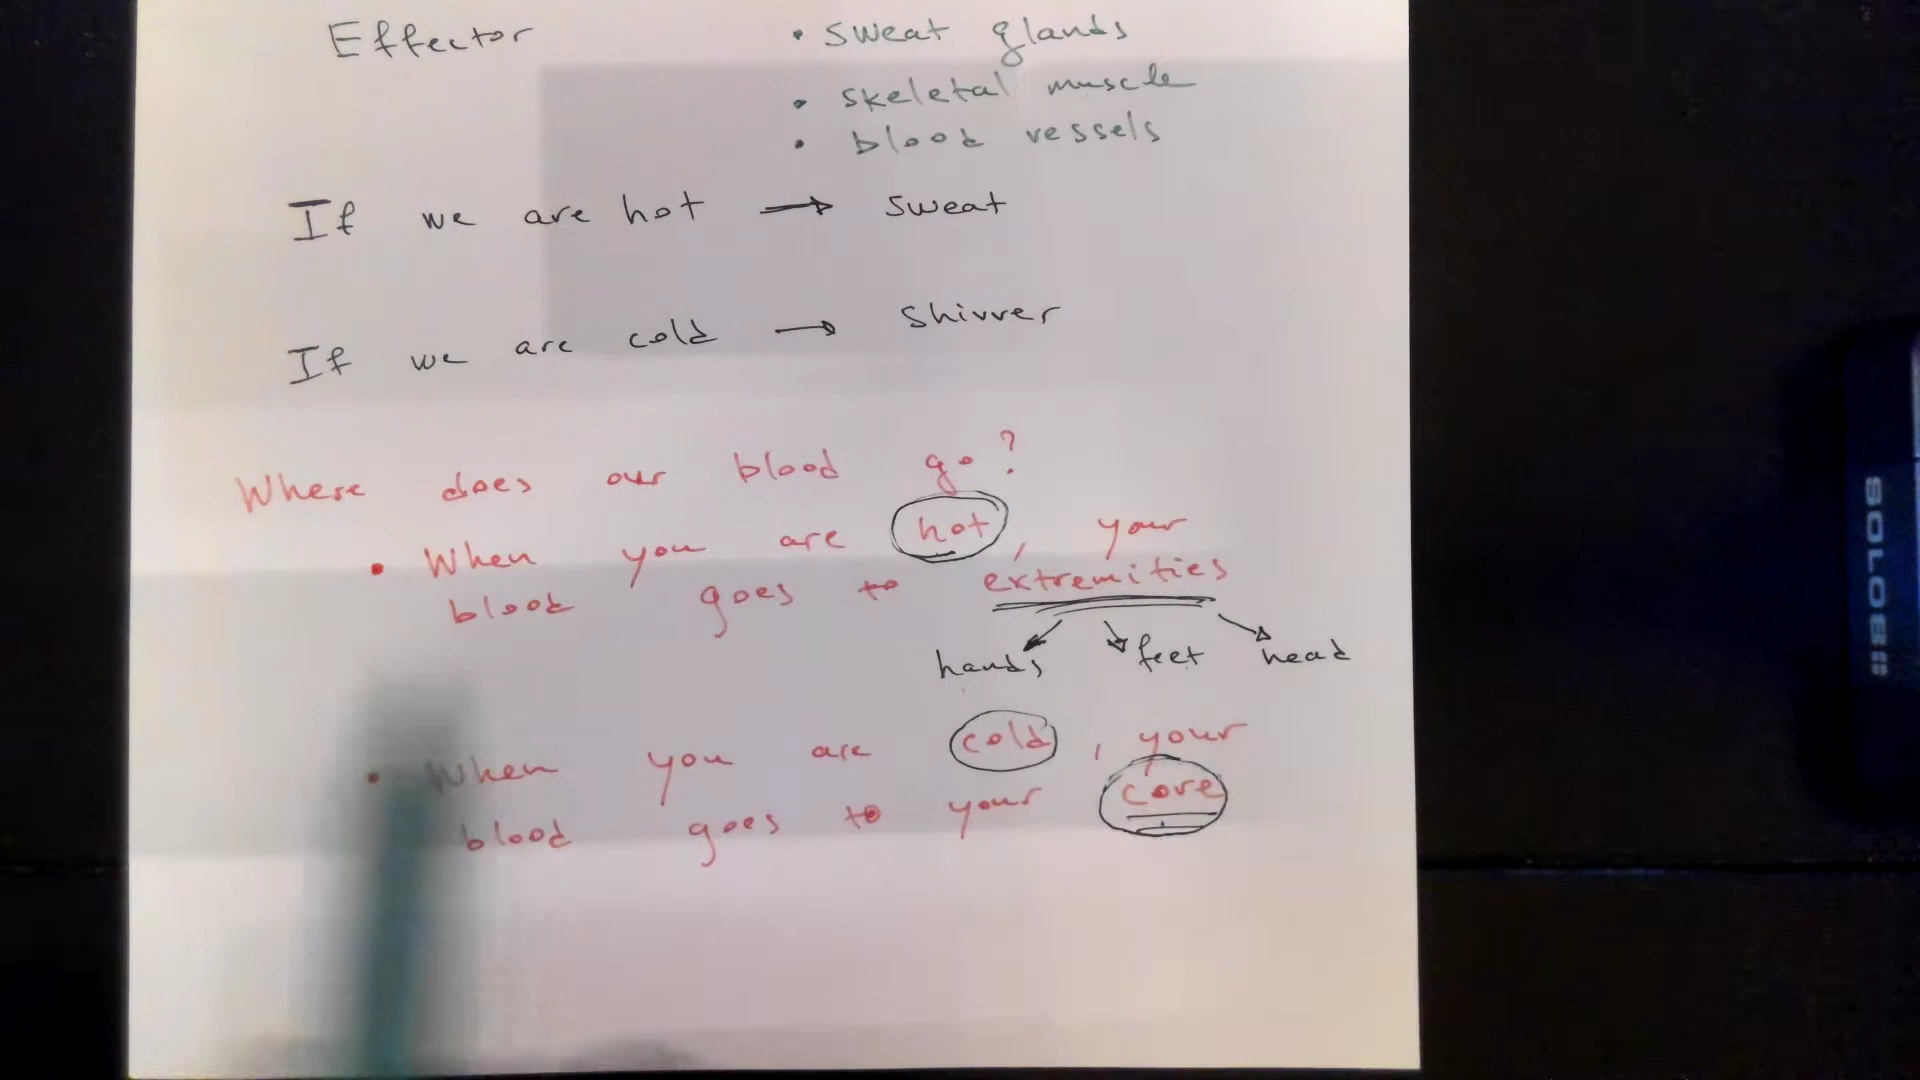 Effector • sweat glands
• skeletal muscle
• blood vessels
If we are hot → sweat
If we are cold → shivver
Where does our blood go?
• When you are hot, your
blood goes to extremities
hands feet head
• When you are cold, your
blood goes to your core
SOLO8